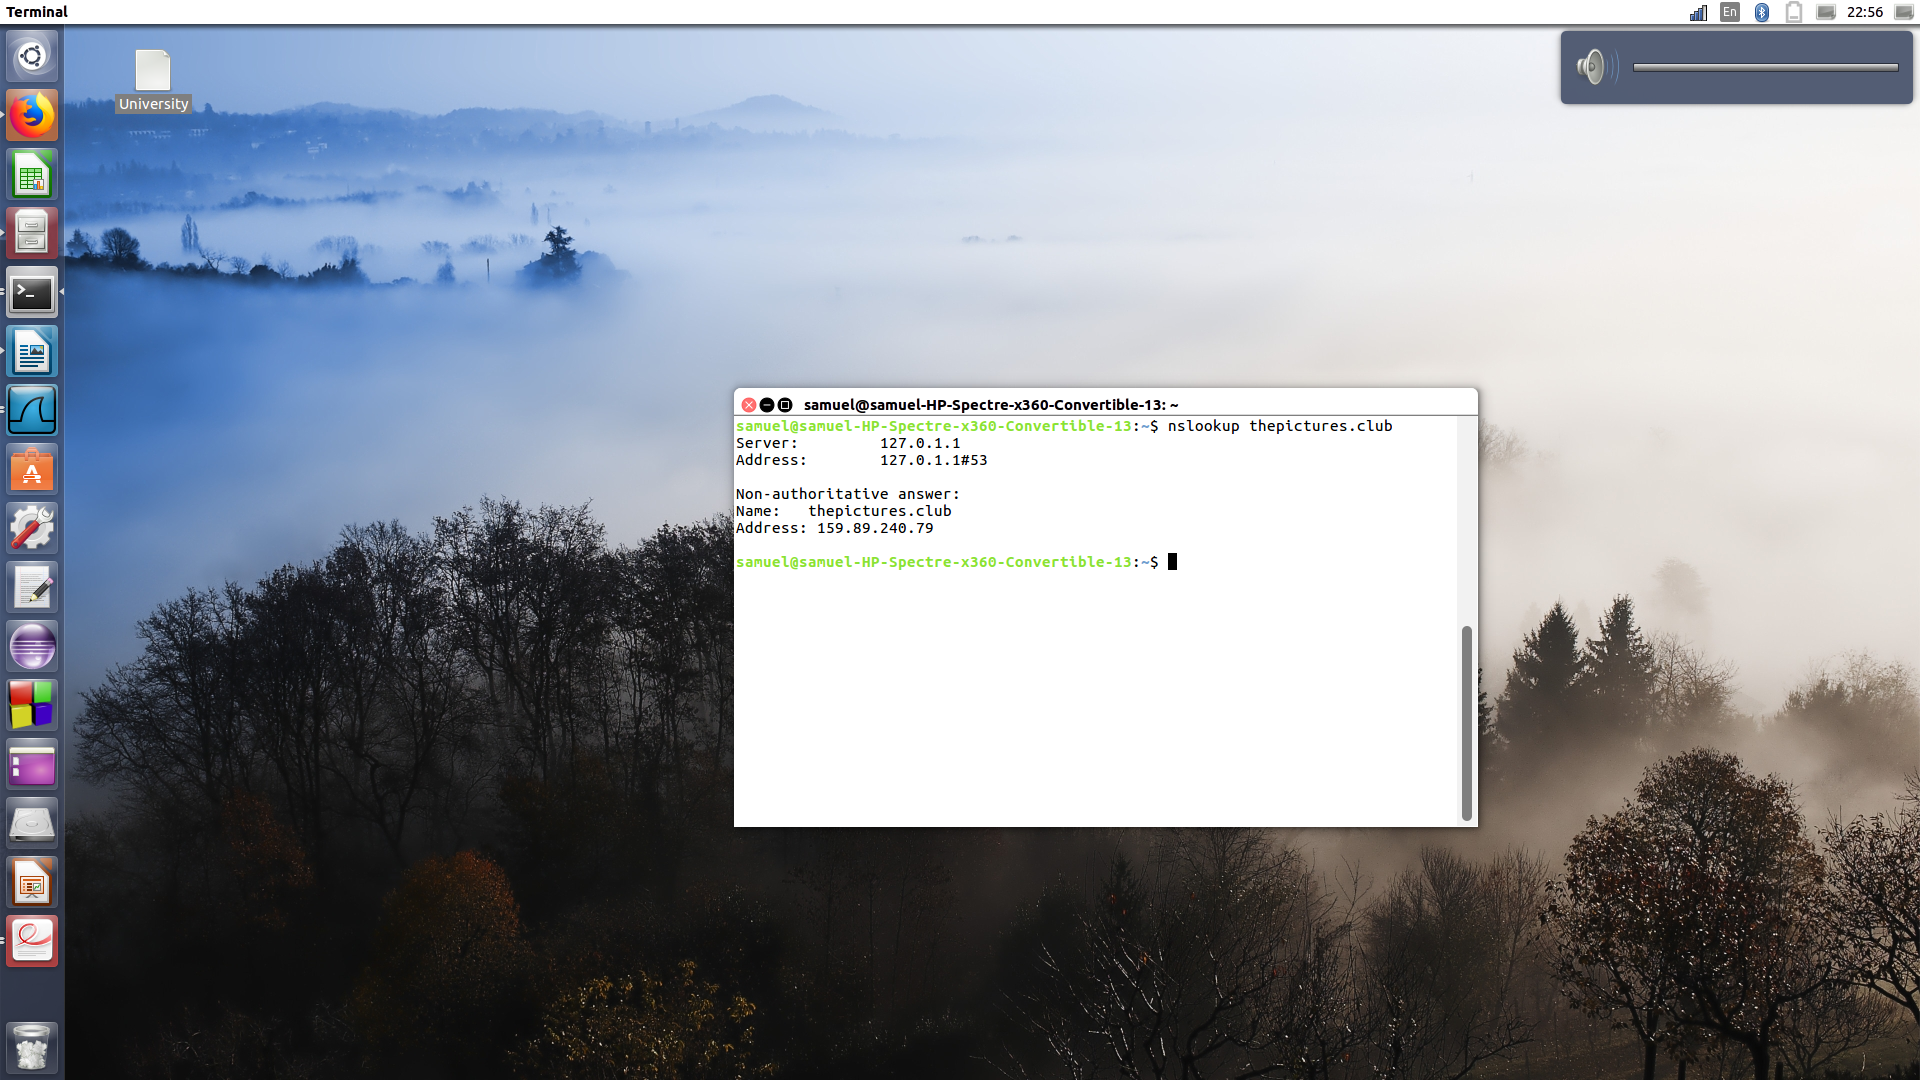 Terminal
En
22:56
University
samuel@samuel-HP-Spectre-x360-Convertible-13: ~
samuel@samuel-HP-Spectre-x360-Convertible-13:~$ nslookup thepictures.club
Server:         127.0.1.1
Address:        127.0.1.1#53
Non-authoritative answer:
Name:   thepictures.club
Address: 159.89.240.79
samuel@samuel-HP-Spectre-x360-Convertible-13:~$